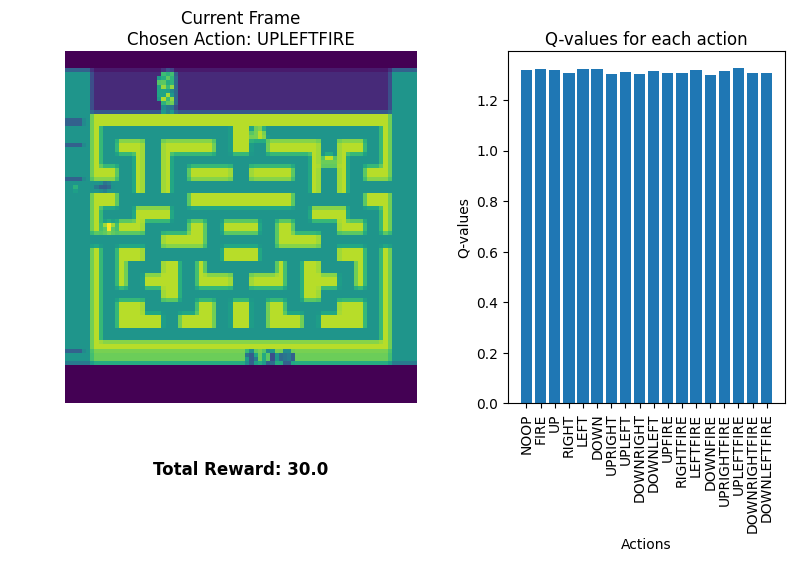 Current Frame
Chosen Action: UPLEFTFIRE
Total Reward: 30.0
Q-values for each action
Q-values
1.2
1.0
0.8
0.6
0.4
0.2
0.0
NOOP
FIRE
UP
RIGHT
LEFT
DOWN
UPRIGHT
UPLEFT
DOWNRIGHT
DOWNLEFT
UPFIRE
RIGHTFIRE
LEFTFIRE
DOWNFIRE
UPRIGHTFIRE
UPLEFTFIRE
DOWNRIGHTFIRE
DOWNLEFTFIRE
Actions